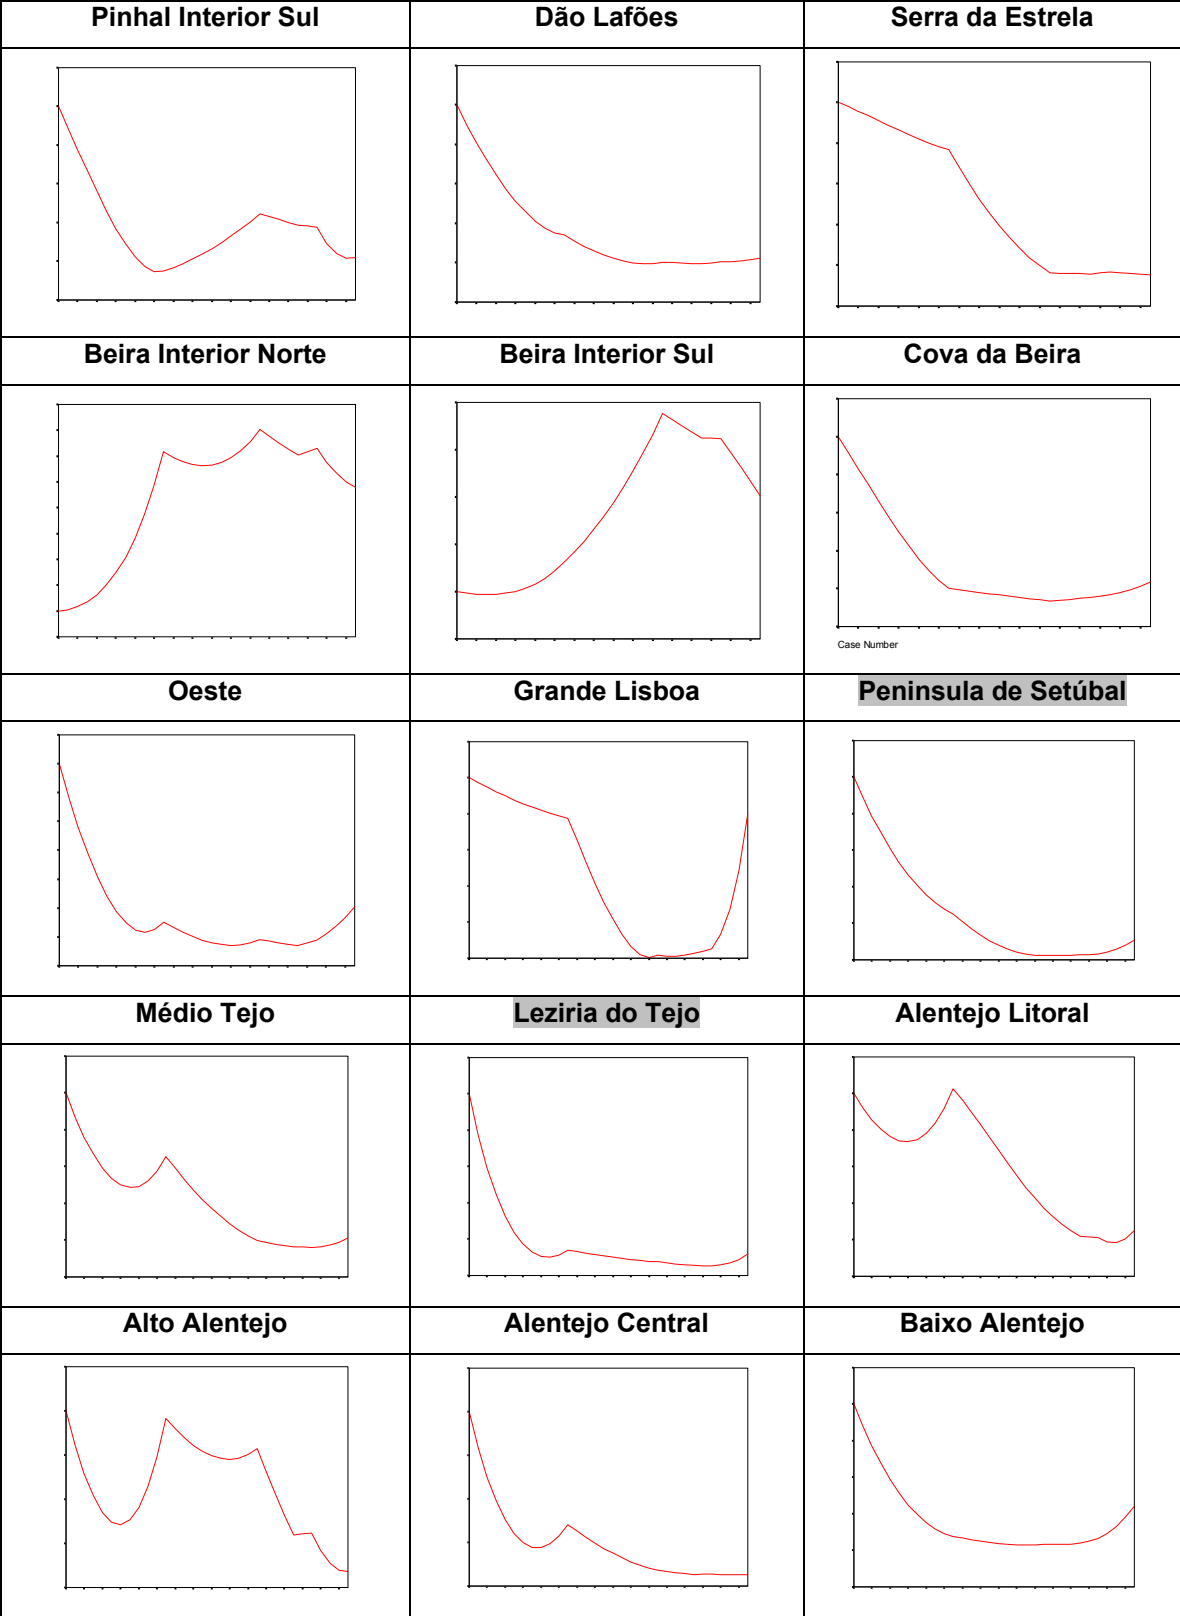 Pinhal Interior Sul
Dão Lafões
Serra da Estrela
Beira Interior Norte
Beira Interior Sul
Cova da Beira
Case Number
Oeste
Grande Lisboa
Peninsula de Setúbal
Médio Tejo
Leziria do Tejo
Alentejo Litoral
Alto Alentejo
Alentejo Central
Baixo Alentejo